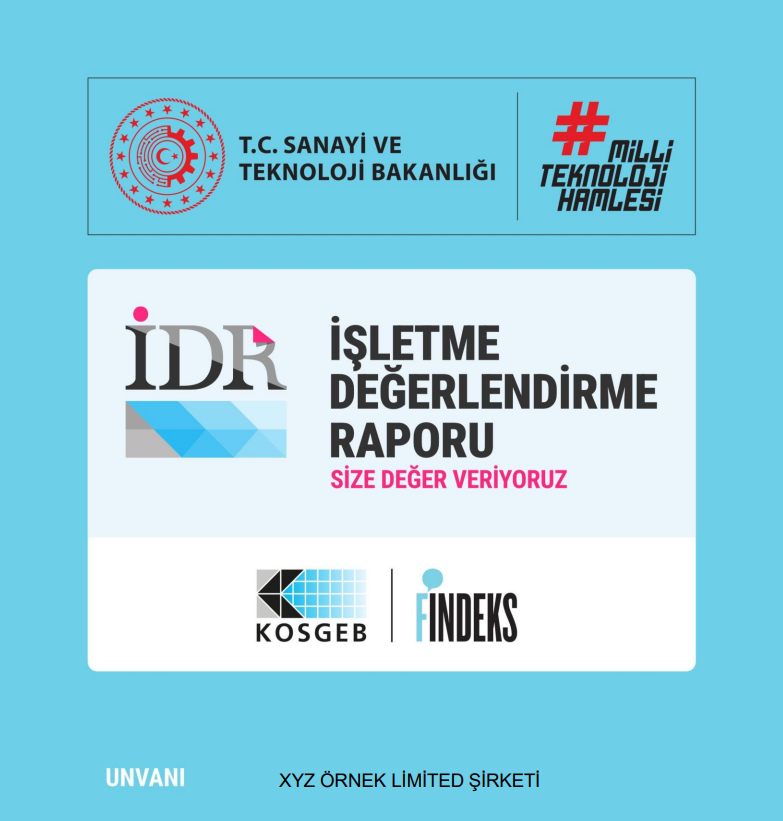 T.C. SANAYİ VE
TEKNOLOJİ BAKANLIĞI
#MİLLİ
TEKNOLOJİ
HAMLESİ
İDR
İŞLETME
DEĞERLENDİRME
RAPORU
SİZE DEĞER VERİYORUZ
KOSGEB
FİNDEKS
UNVANI XYZ ÖRNEK LİMİTED ŞİRKETİ